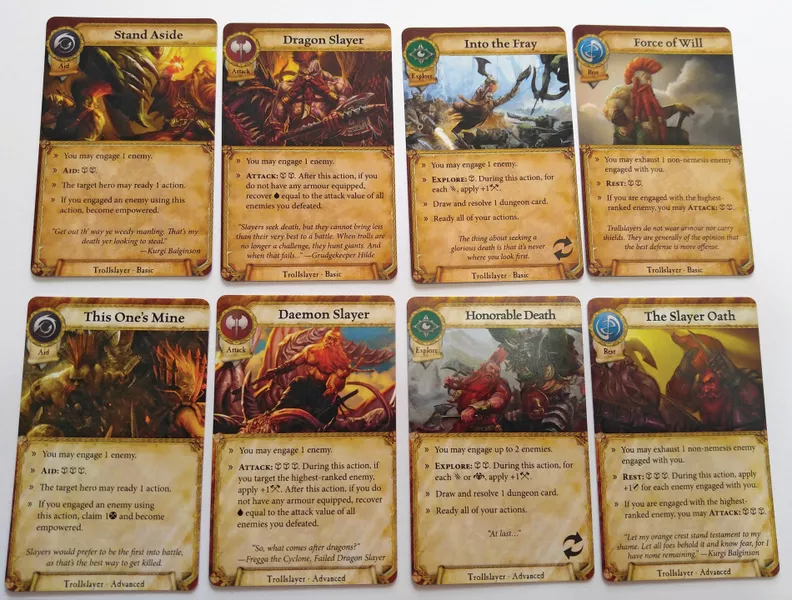 Stand Aside
Aid
» You may engage 1 enemy.
» AID: .
» The target hero may ready 1 action.
» If you engaged an enemy using this
action, become empowered.
"Get out th' way ye weedy manling. That's my
death yer looking to steal."
—Kurgi Balginson
Trollslayer · Basic
Dragon Slayer
Attack
» You may engage 1 enemy.
» ATTACK: . After this action, if you
do not have any armour equipped,
recover equal to the attack value of all
enemies you defeated.
"Slayers seek death, but they cannot bring
less than their very best to a battle. When trolls are
no longer a challenge, they hunt giants. And
when that fails..." —Grudgekeeper Hilde
Trollslayer · Basic
Into the Fray
Explore
» You may engage 1 enemy.
» EXPLORE: . During this action, for
each , apply +1 .
» Draw and resolve 1 dungeon card.
» Ready all of your actions.
The thing about seeking a
glorious death is that it's never
where you look first.
Trollslayer · Basic
Force of Will
Rest
» You may exhaust 1 non-nemesis enemy
engaged with you.
» REST: .
» If you are engaged with the highest-
ranked enemy, you may ATTACK: .
Trollslayers do not wear armour nor carry
shields. They are generally of the opinion that
the best defense is more offense.
Trollslayer · Basic
This One's Mine
Aid
» You may engage 1 enemy.
» AID: .
» The target hero may ready 1 action.
» If you engaged an enemy using
this action, claim 1 and become
empowered.
Slayers would prefer to be the first into battle,
as that's the best way to get killed.
Trollslayer · Advanced
Daemon Slayer
Attack
» You may engage 1 enemy.
» ATTACK: . During this action, if
you target the highest-ranked enemy,
apply +1 . After this action, if you do
not have any armour equipped, recover
equal to the attack value of all
enemies you defeated.
"So, what comes after dragons?"
—Fregga the Cyclone, Failed Dragon Slayer
Trollslayer · Advanced
Honorable Death
Explore
» You may engage up to 2 enemies.
» EXPLORE: . During this action, for
each or , apply +1 .
» Draw and resolve 1 dungeon card.
» Ready all of your actions.
"At last..."
Trollslayer · Advanced
The Slayer Oath
Rest
» You may exhaust 1 non-nemesis enemy
engaged with you.
» REST: . During this action, apply
+1 for each enemy engaged with you.
» If you are engaged with the highest-
ranked enemy, you may ATTACK: .
"Let my orange crest stand testament to my
shame. Let all foes behold it and know fear, for I
have none remaining." —Kurgi Balginson
Trollslayer · Advanced